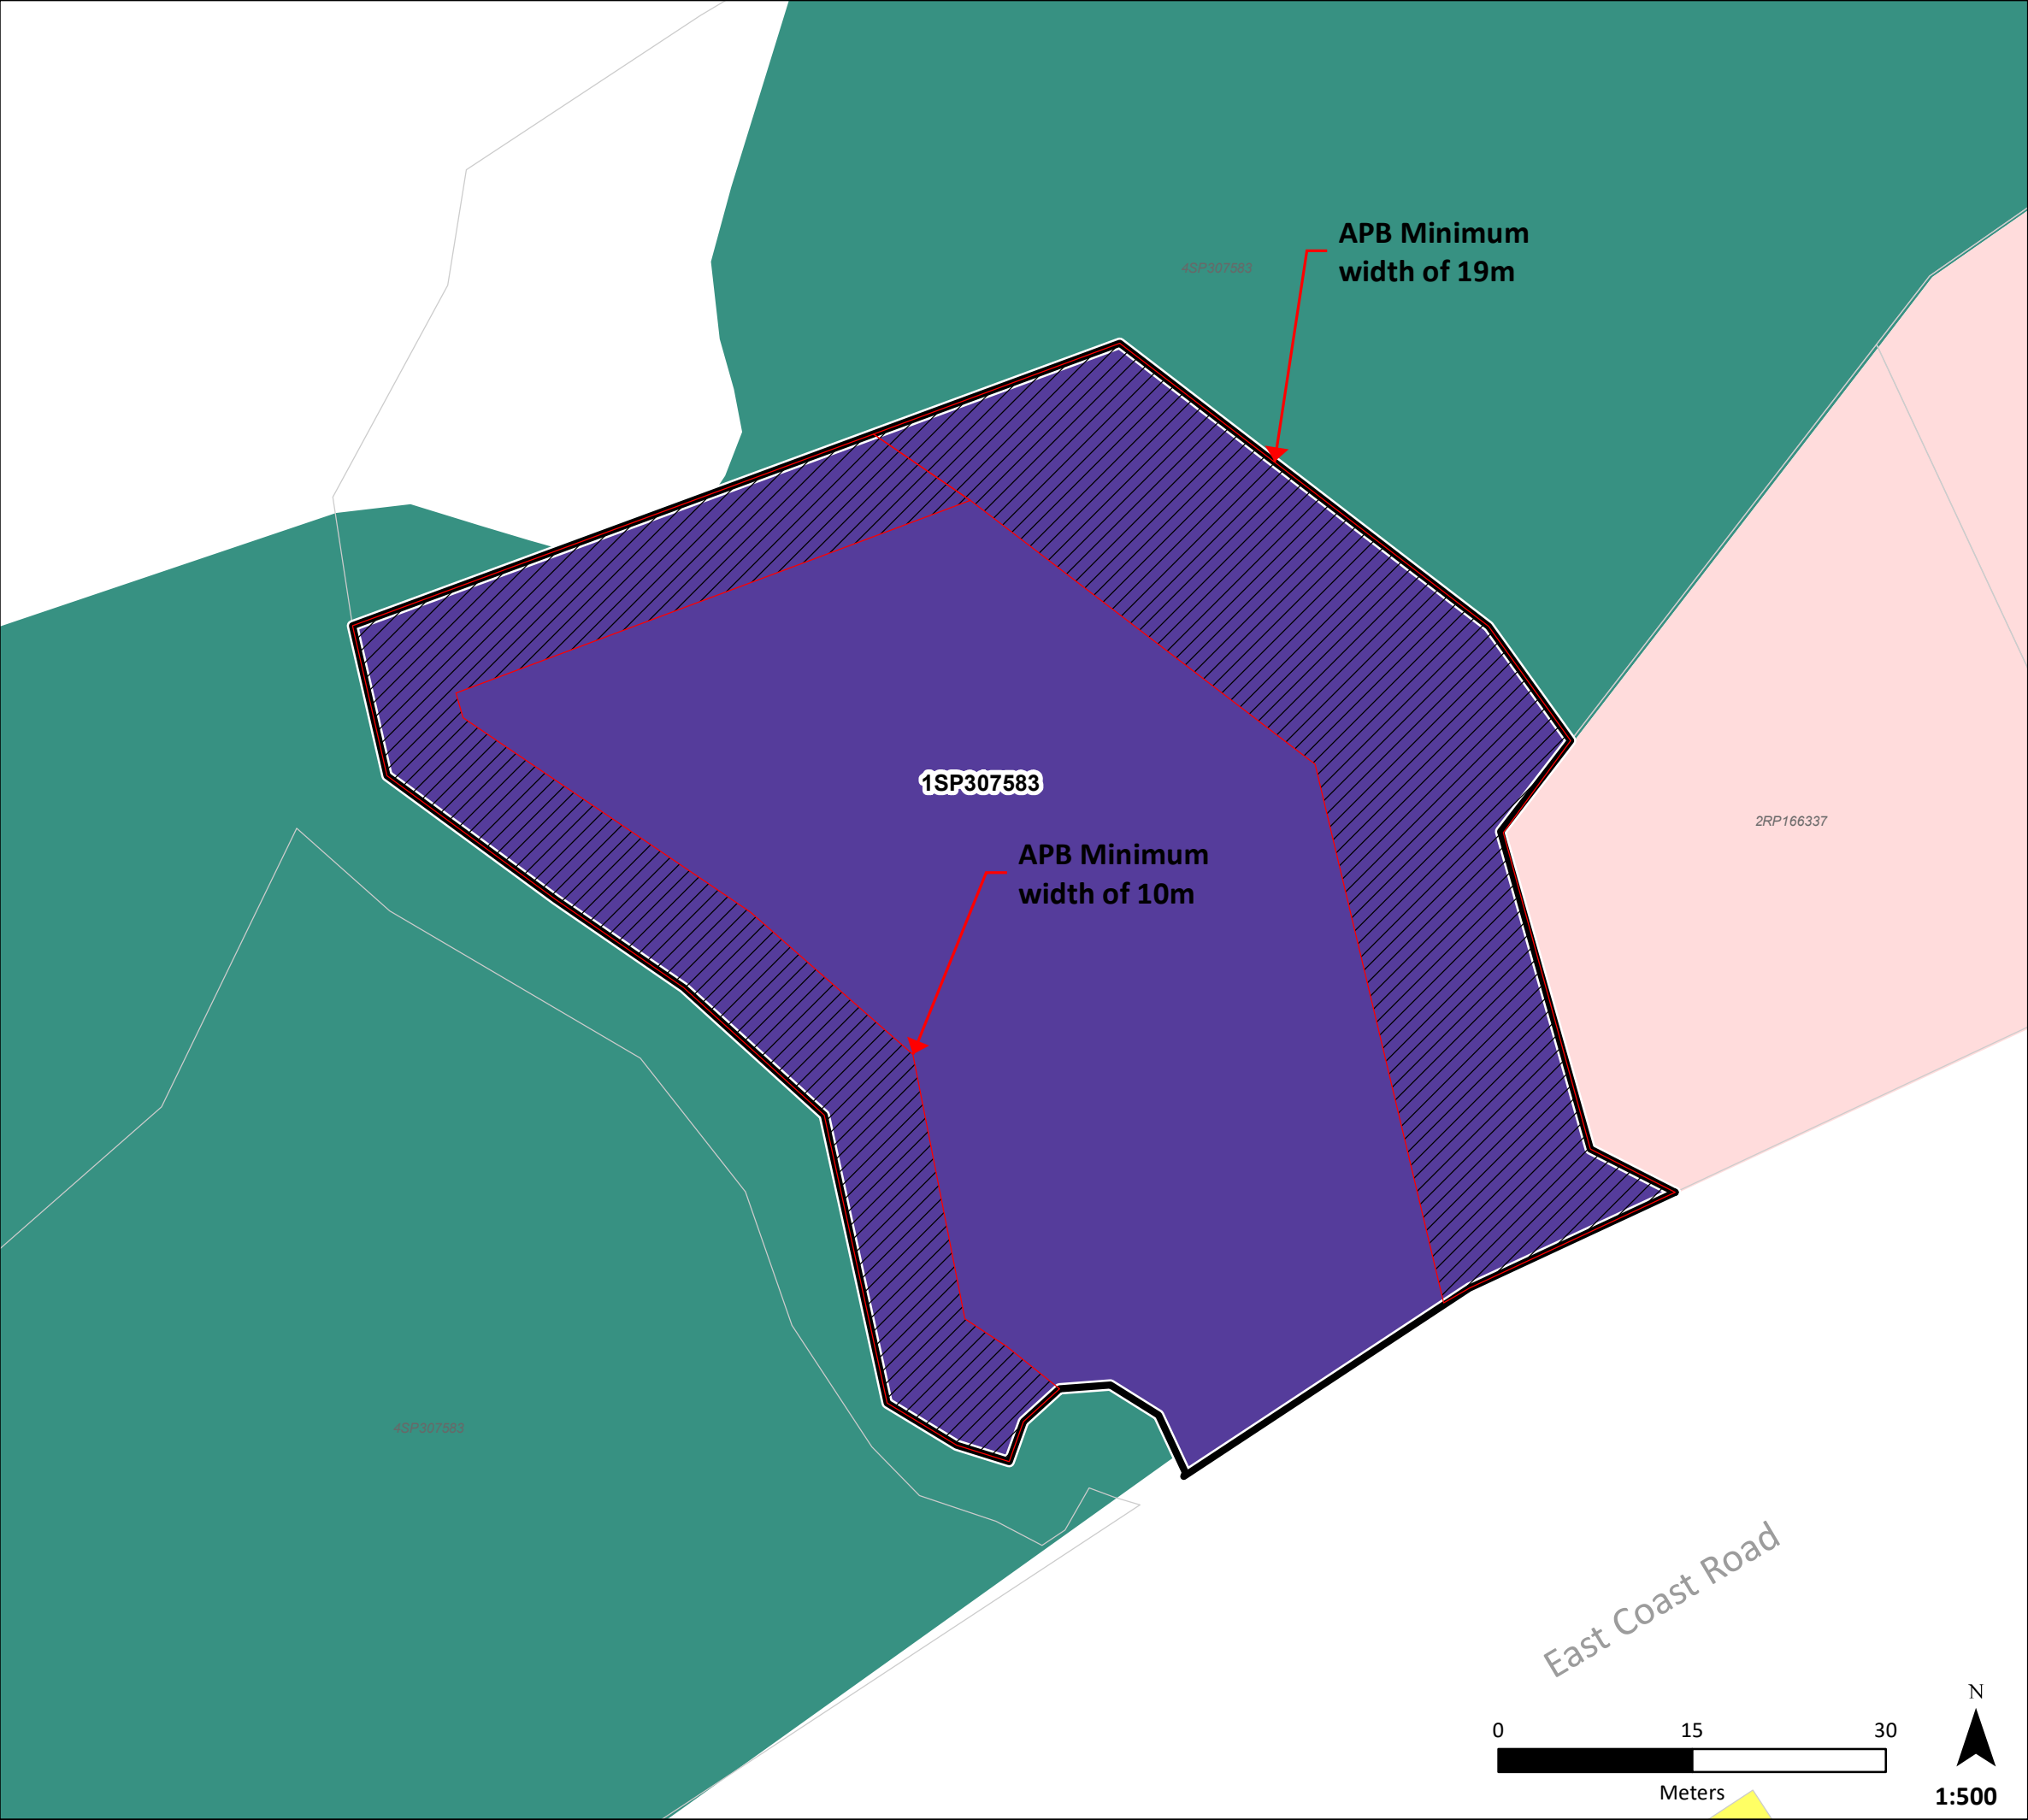 APB Minimum
width of 19m
4SP307583
1SP307583
2RP166337
APB Minimum
width of 10m
4SP307583
East Coast Road
N
0 15 30
Meters
1:500